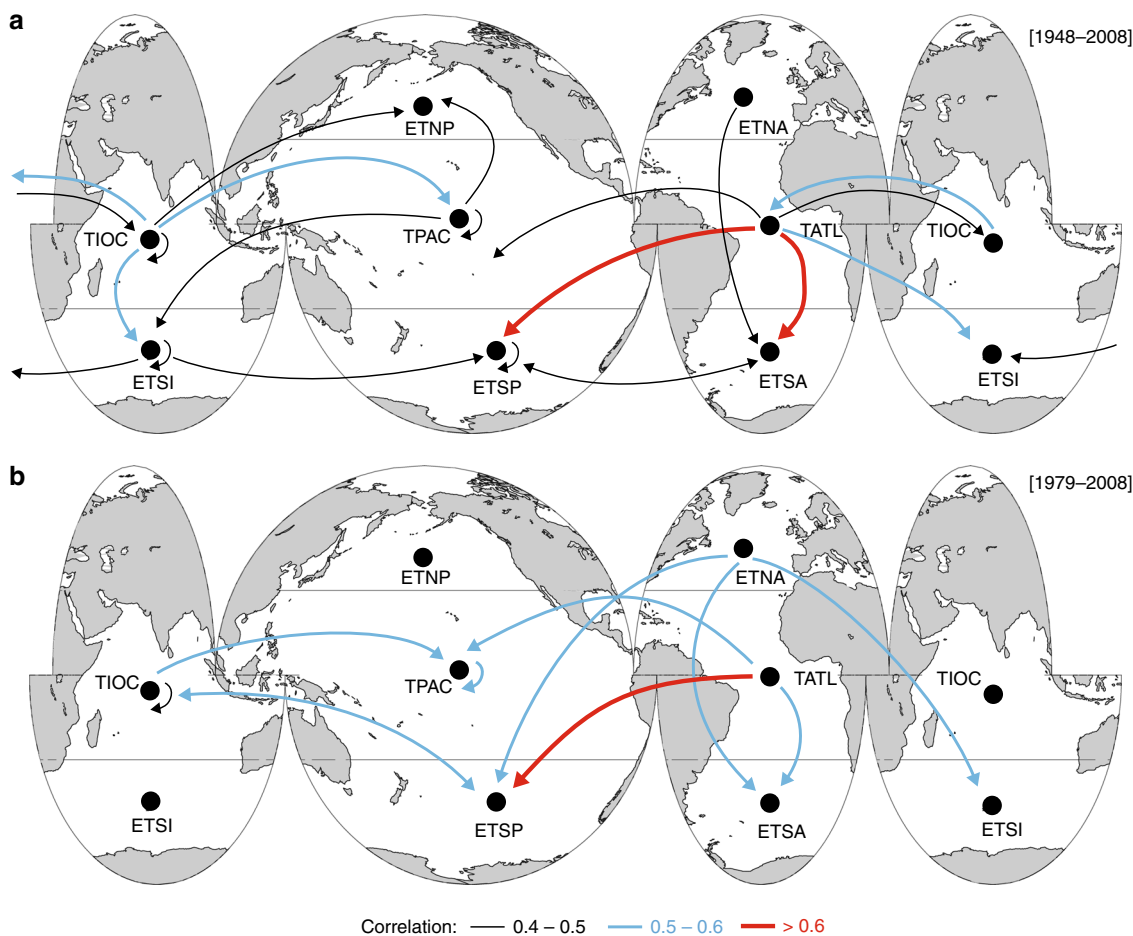 a
[1948–2008]
ETNP
ETNA
TIOC
TPAC
TATL
TIOC
ETSI
ETSP
ETSA
ETSI
b
[1979–2008]
ETNP
ETNA
TIOC
TPAC
TATL
TIOC
ETSI
ETSP
ETSA
ETSI
Correlation: 0.4 – 0.5 0.5 – 0.6 > 0.6